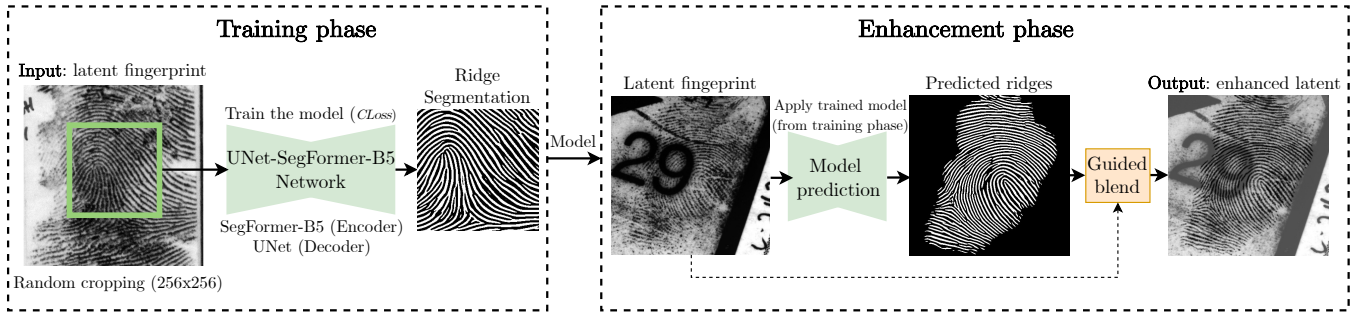 Training phase
Input: latent fingerprint
Train the model (CLoss)
UNet-SegFormer-B5
Network
SegFormer-B5 (Encoder)
UNet (Decoder)
Ridge
Segmentation
Random cropping (256x256)
Model
Enhancement phase
Latent fingeprint
29
Apply trained model
(from training phase)
Model
prediction
Predicted ridges
Guided
blend
Output: enhanced latent
29